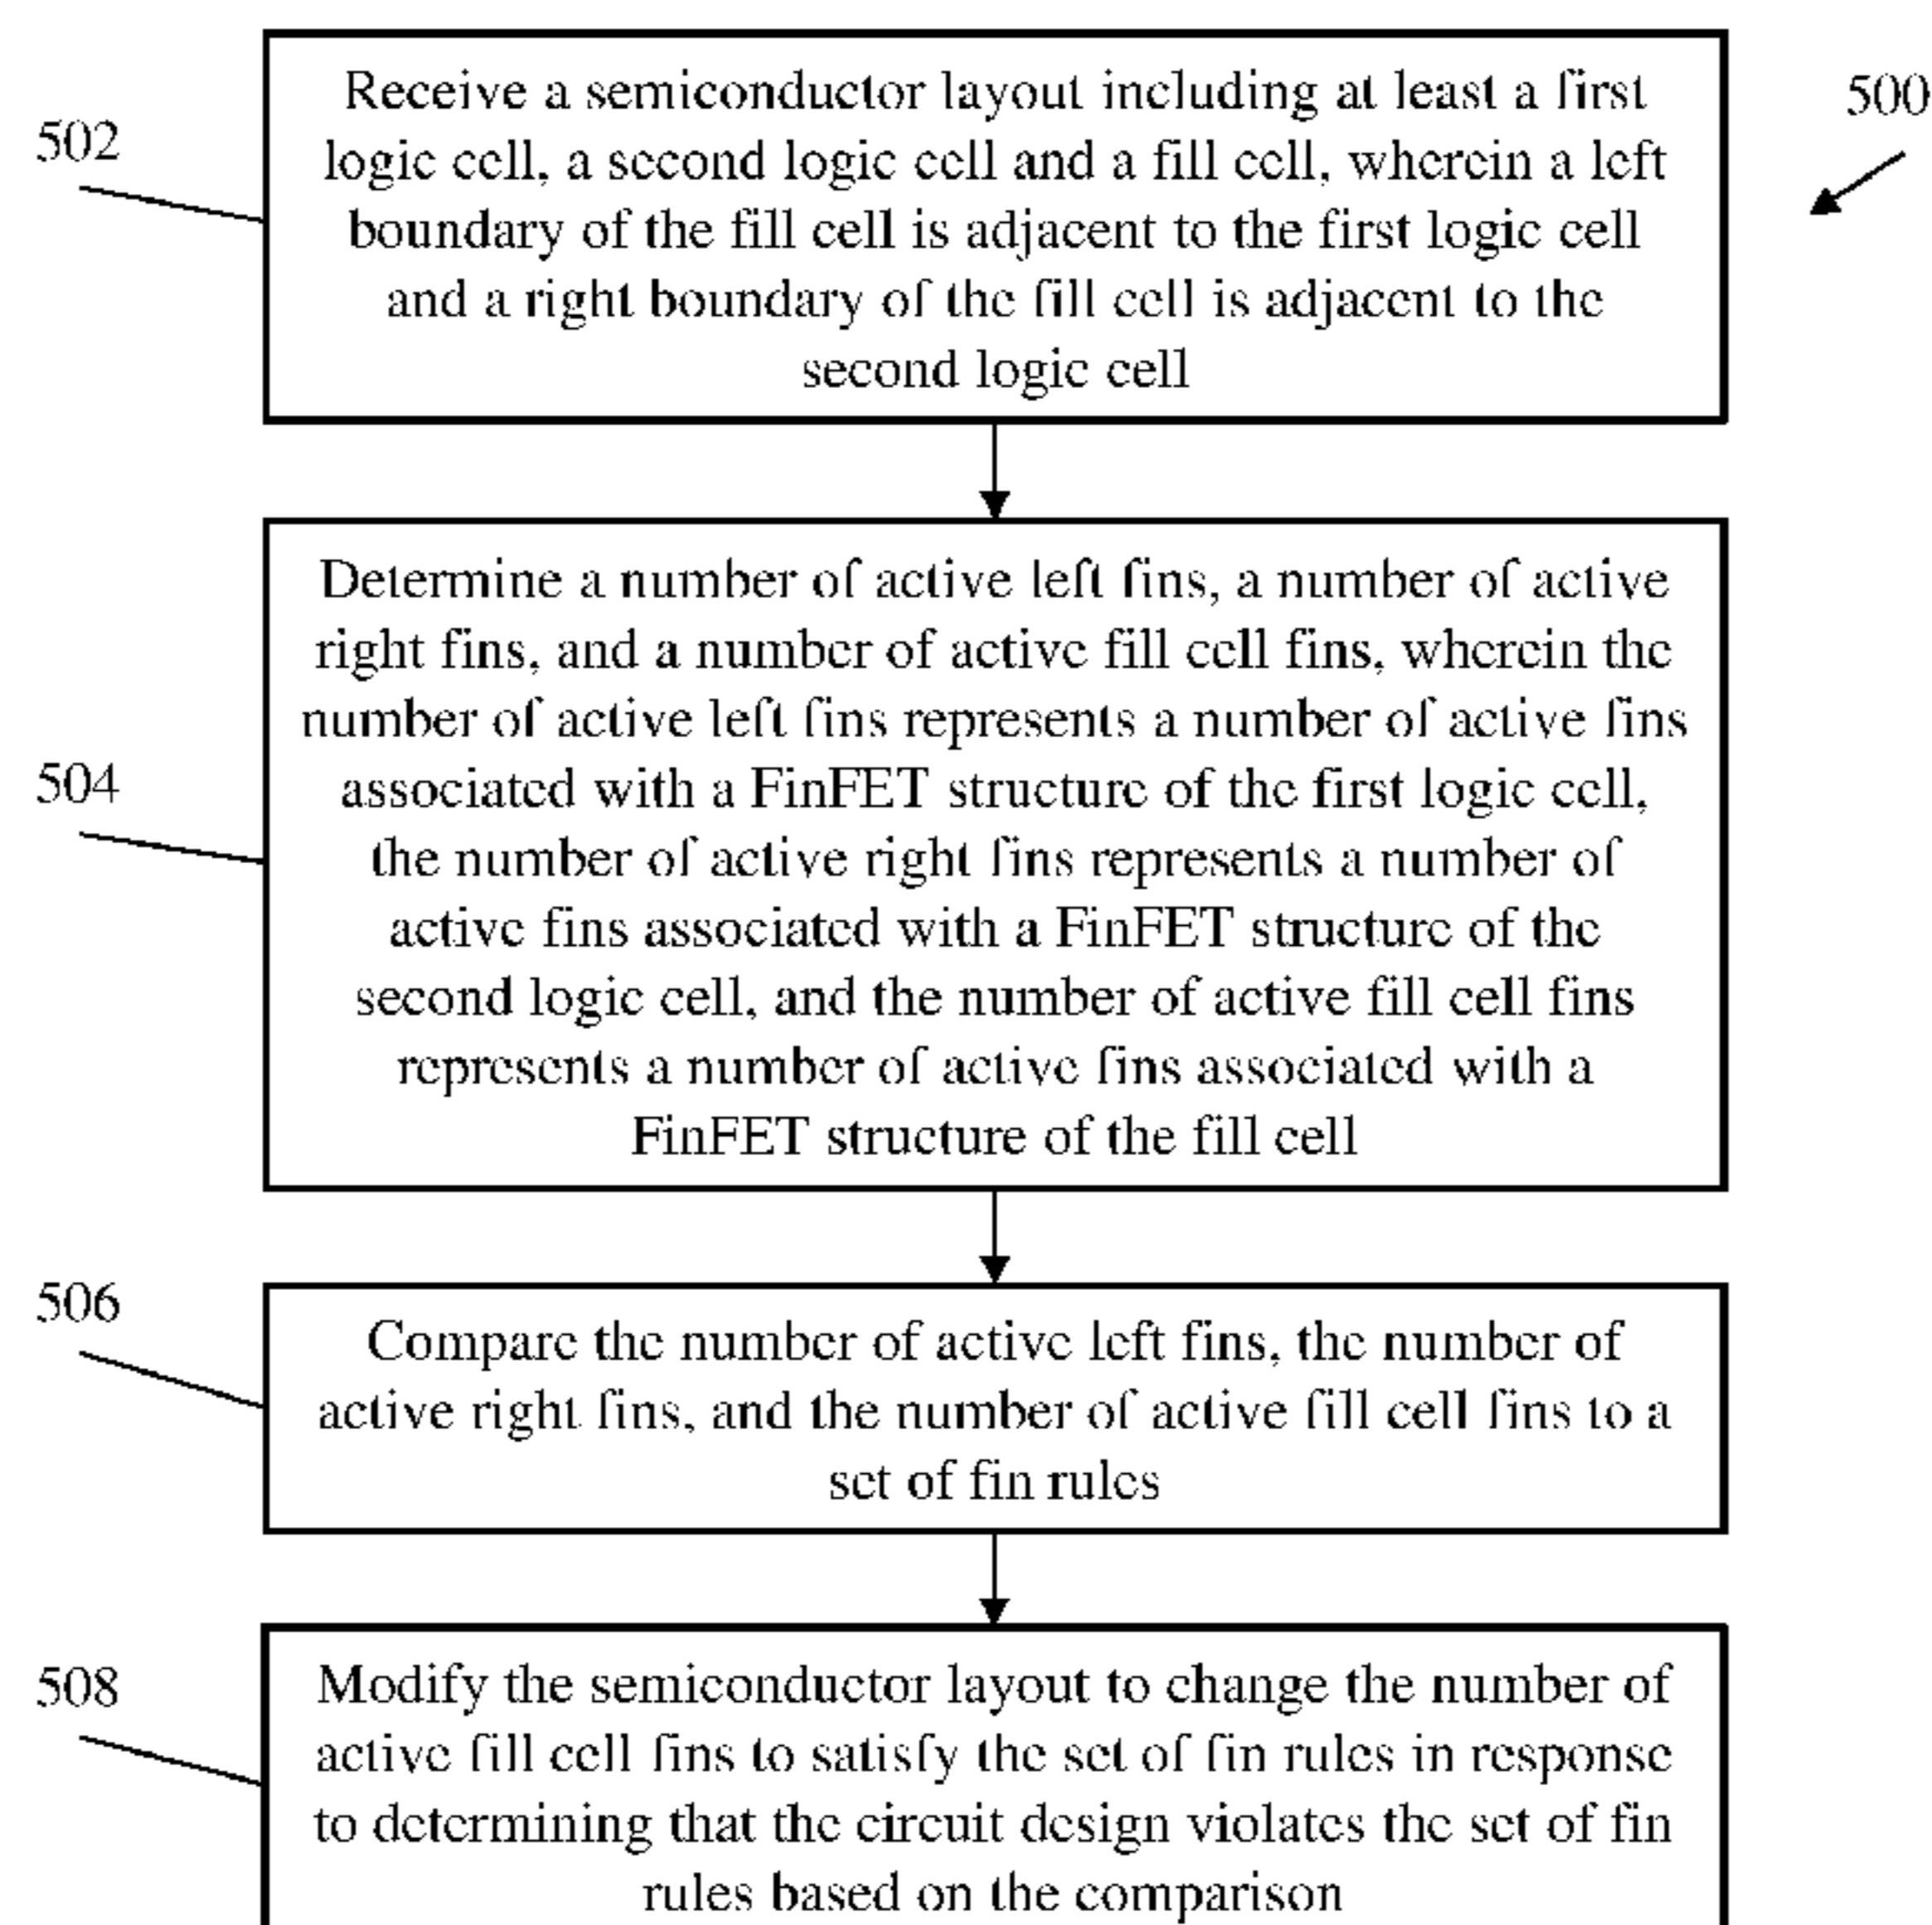 500
502
Receive a semiconductor layout including at least a first
logic cell, a second logic cell and a fill cell, wherein a left
boundary of the fill cell is adjacent to the first logic cell
and a right boundary of the fill cell is adjacent to the
second logic cell
504
Determine a number of active left fins, a number of active
right fins, and a number of active fill cell fins, wherein the
number of active left fins represents a number of active fins
associated with a FinFET structure of the first logic cell,
the number of active right fins represents a number of
active fins associated with a FinFET structure of the
second logic cell, and the number of active fill cell fins
represents a number of active fins associated with a
FinFET structure of the fill cell
506
Compare the number of active left fins, the number of
active right fins, and the number of active fill cell fins to a
set of fin rules
508
Modify the semiconductor layout to change the number of
active fill cell fins to satisfy the set of fin rules in response
to determining that the circuit design violates the set of fin
rules based on the comparison